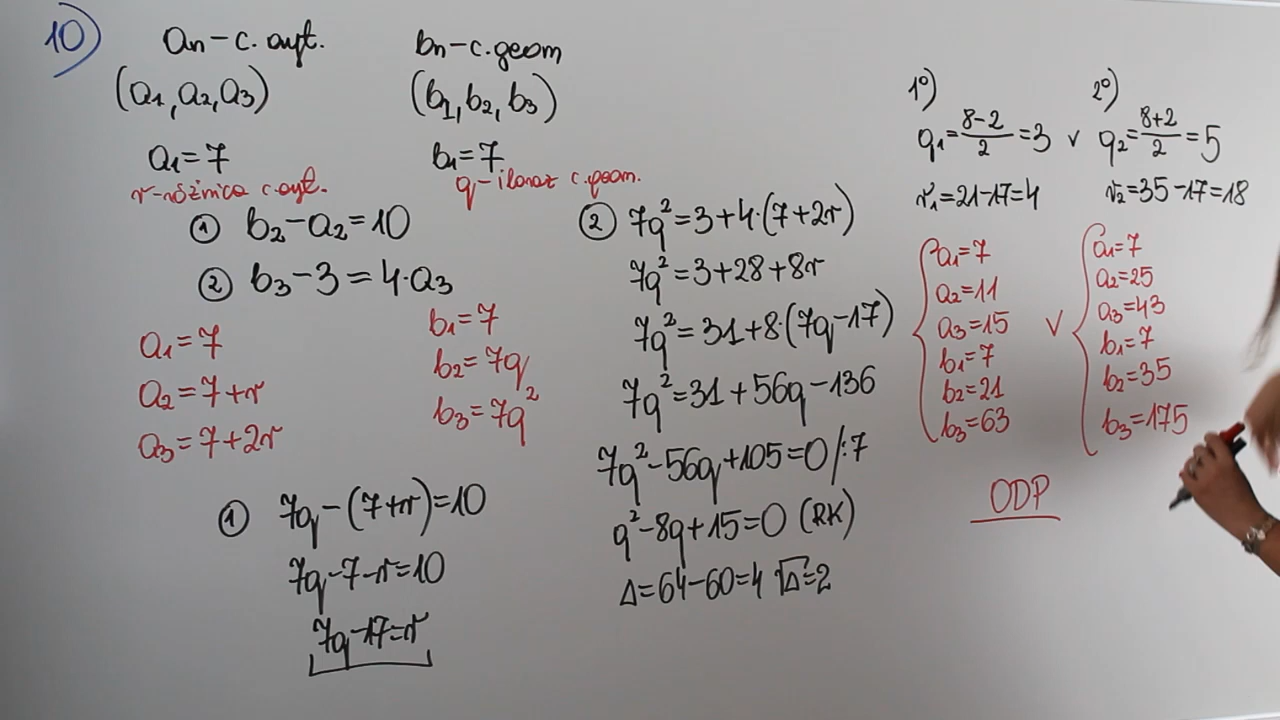 10)
an - c. aryt.
bn - c. geom
(a₁, a₂, a₃)
(b₁, b₂, b₃)
a₁ = 7
b₁ = 7
r - różnica c. aryt.
q - iloraz c. geom.
① b₂ - a₂ = 10
② b₃ - 3 = 4·a₃
a₁ = 7
a₂ = 7 + r
a₃ = 7 + 2r
b₁ = 7
b₂ = 7q
b₃ = 7q²
① 7q - (7 + r) = 10
7q - 7 - r = 10
7q - 17 = r
② 7q² = 3 + 4·(7 + 2r)
7q² = 3 + 28 + 8r
7q² = 31 + 8·(7q - 17)
7q² = 31 + 56q - 136
7q² - 56q + 105 = 0 /:7
q² - 8q + 15 = 0 (RK)
Δ = 64 - 60 = 4 √Δ = 2
1°) 2°)
q₁ = (8-2)/2 = 3 ∨ q₂ = (8+2)/2 = 5
r₁ = 21 - 17 = 4
r₂ = 35 - 17 = 18
a₁ = 7
a₂ = 11
a₃ = 15
b₁ = 7
b₂ = 21
b₃ = 63
∨
a₁ = 7
a₂ = 25
a₃ = 43
b₁ = 7
b₂ = 35
b₃ = 175
ODP